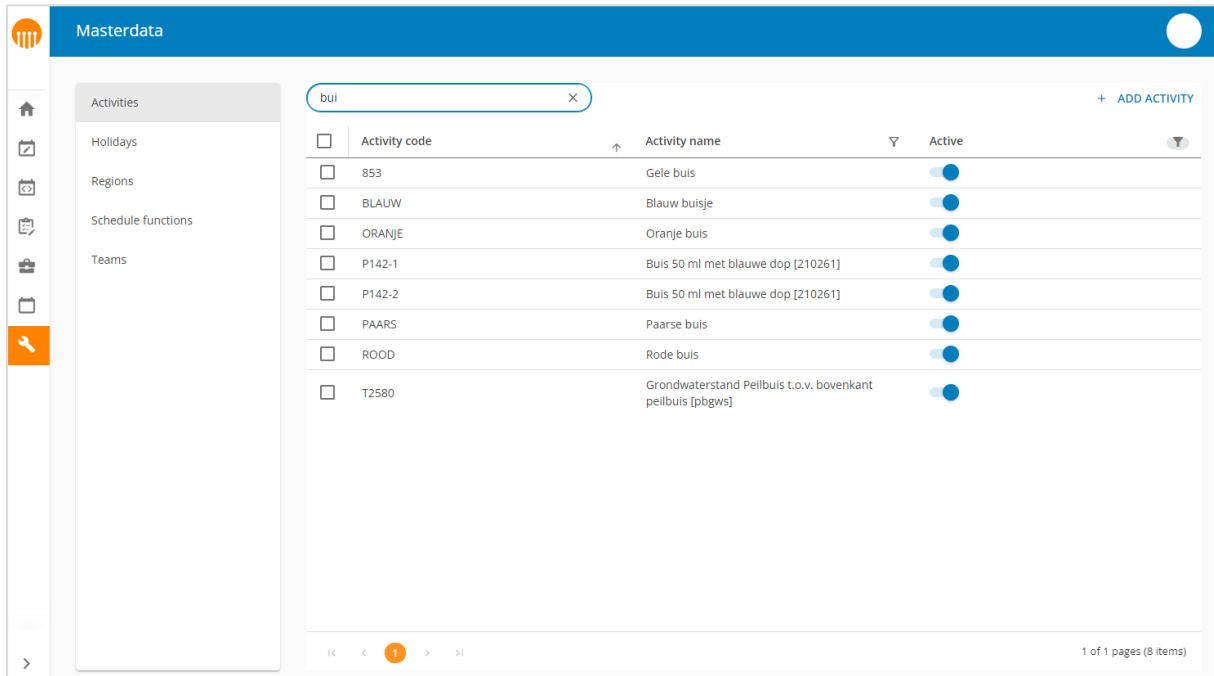 Masterdata
Activities
Holidays
Regions
Schedule functions
Teams
bui
+ ADD ACTIVITY
Activity code Activity name Active
853 Gele buis
BLAUW Blauw buisje
ORANJE Oranje buis
P142-1 Buis 50 ml met blauwe dop [210261]
P142-2 Buis 50 ml met blauwe dop [210261]
PAARS Paarse buis
ROOD Rode buis
T2580 Grondwaterstand Peilbuis t.o.v. bovenkant
peilbuis [pbgws]
1
1 of 1 pages (8 items)